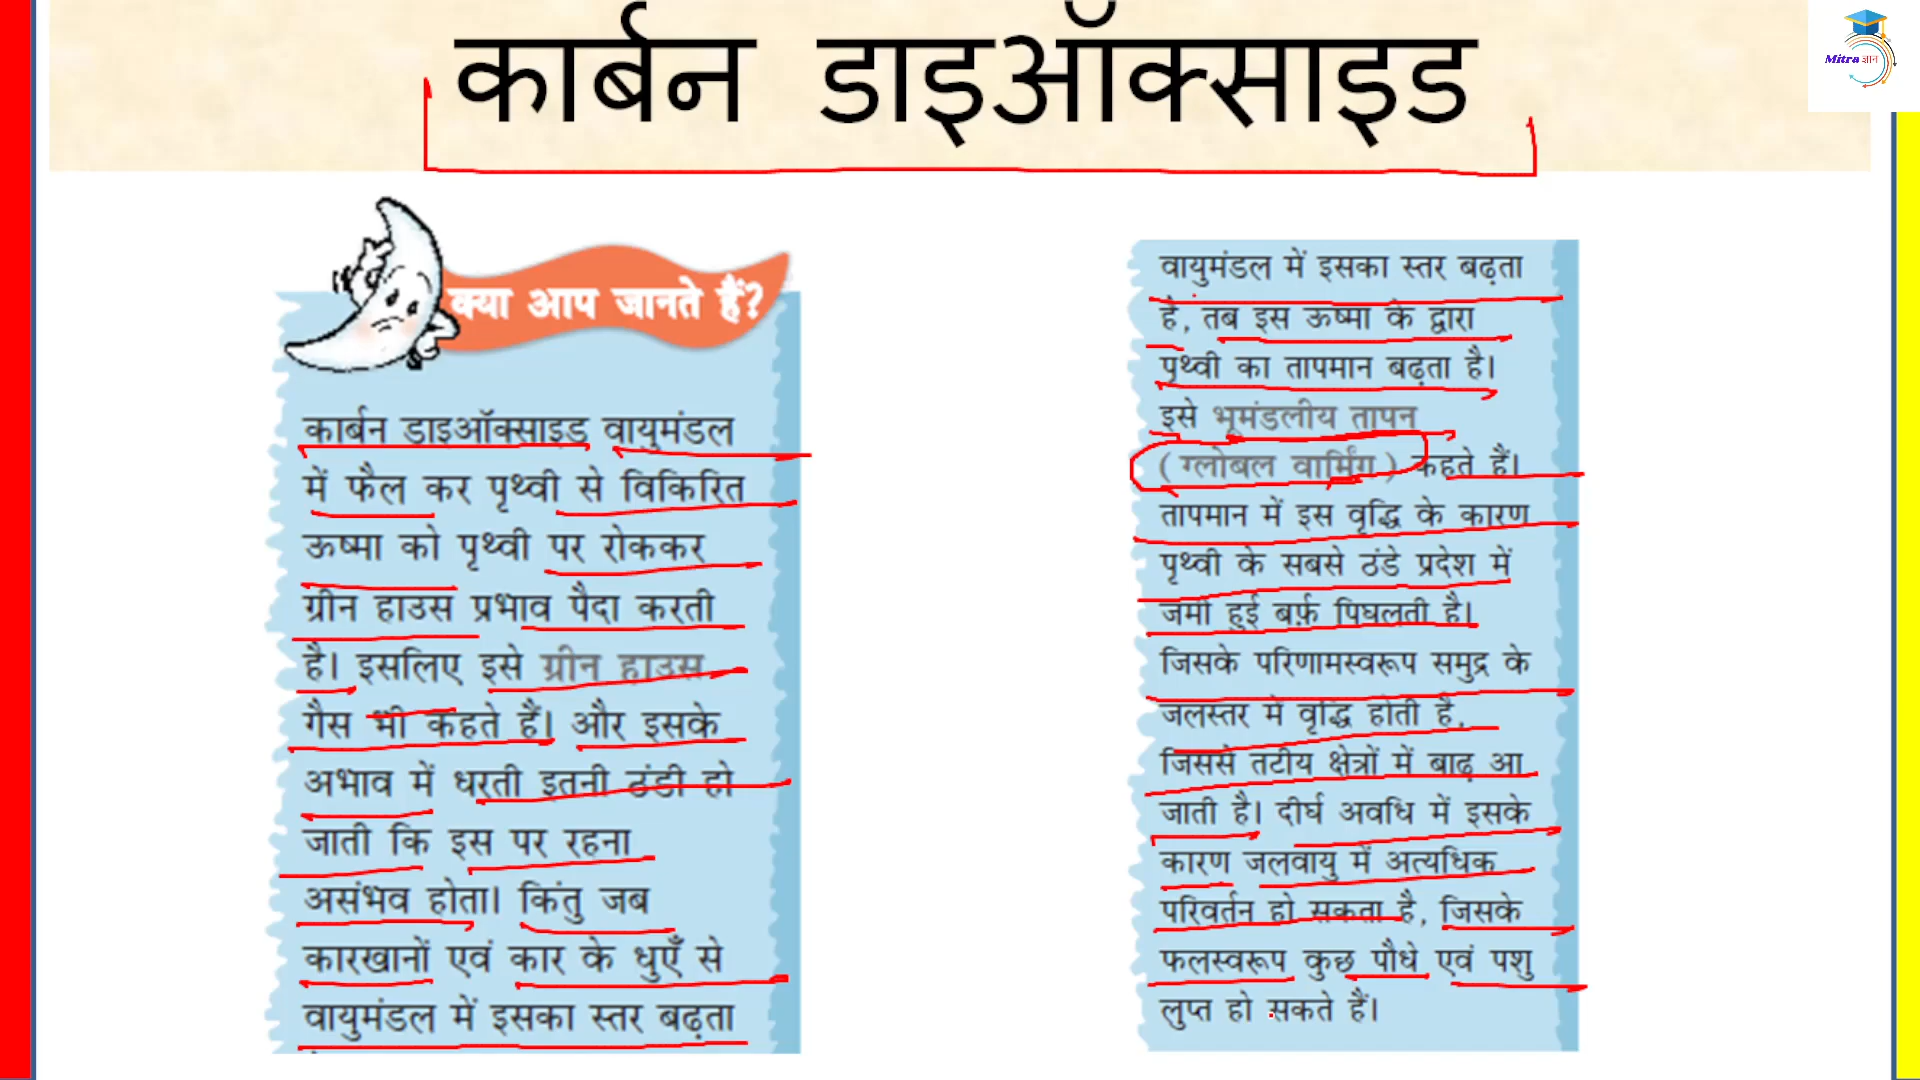 कार्बन डाइऑक्साइड
Mitra ज्ञान
क्या आप जानते हैं?
कार्बन डाइऑक्साइड वायुमंडल
में फैल कर पृथ्वी से विकिरित
ऊष्मा को पृथ्वी पर रोककर
ग्रीन हाउस प्रभाव पैदा करती
है। इसलिए इसे ग्रीन हाउस
गैस भी कहते हैं। और इसके
अभाव में धरती इतनी ठंडी हो
जाती कि इस पर रहना
असंभव होता। किंतु जब
कारखानों एवं कार के धुएँ से
वायुमंडल में इसका स्तर बढ़ता
वायुमंडल में इसका स्तर बढ़ता
है, तब इस ऊष्मा के द्वारा
पृथ्वी का तापमान बढ़ता है।
इसे भूमंडलीय तापन
(ग्लोबल वार्मिंग) कहते हैं।
तापमान में इस वृद्धि के कारण
पृथ्वी के सबसे ठंडे प्रदेश में
जमी हुई बर्फ़ पिघलती है।
जिसके परिणामस्वरूप समुद्र के
जलस्तर में वृद्धि होती है,
जिससे तटीय क्षेत्रों में बाढ़ आ
जाती है। दीर्घ अवधि में इसके
कारण जलवायु में अत्यधिक
परिवर्तन हो सकता है, जिसके
फलस्वरूप कुछ पौधे एवं पशु
लुप्त हो सकते हैं।